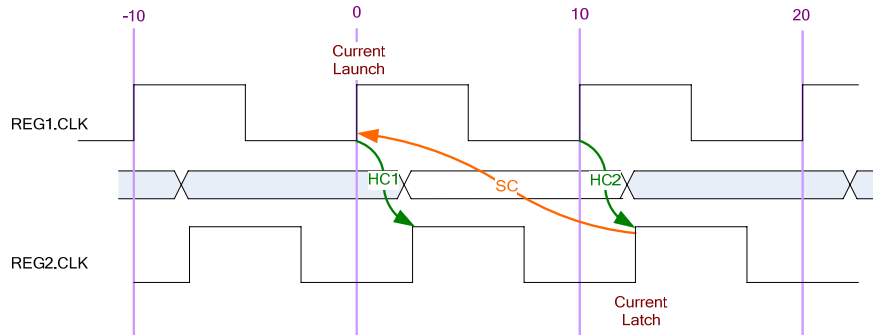 -10
0
10
20
Current
Launch
REG1.CLK
HC1
SC
HC2
REG2.CLK
Current
Latch